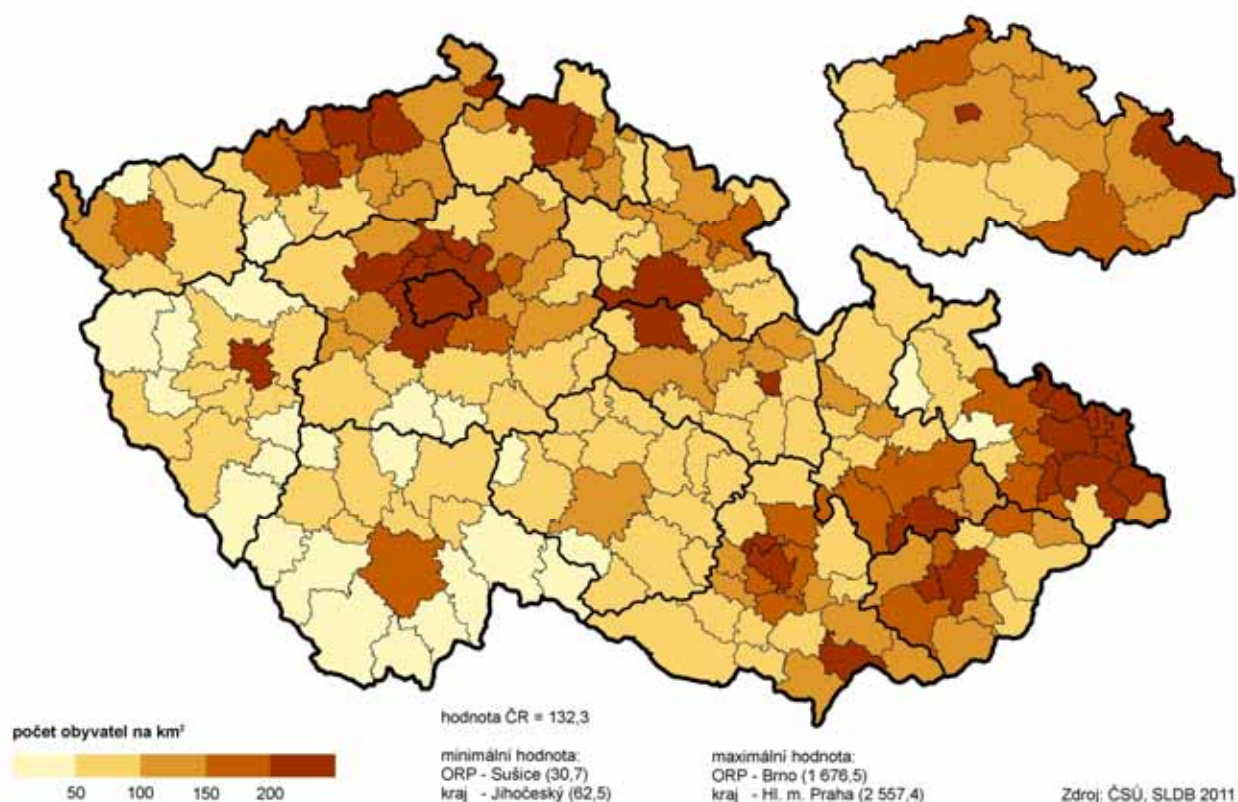 počet obyvatel na km²
50 100 150 200
hodnota ČR = 132,3
minimální hodnota:
ORP - Sušice (30,7)
kraj - Jihočeský (62,5)
maximální hodnota:
ORP - Brno (1 676,5)
kraj - Hl. m. Praha (2 557,4)
Zdroj: ČSÚ, SLDB 2011